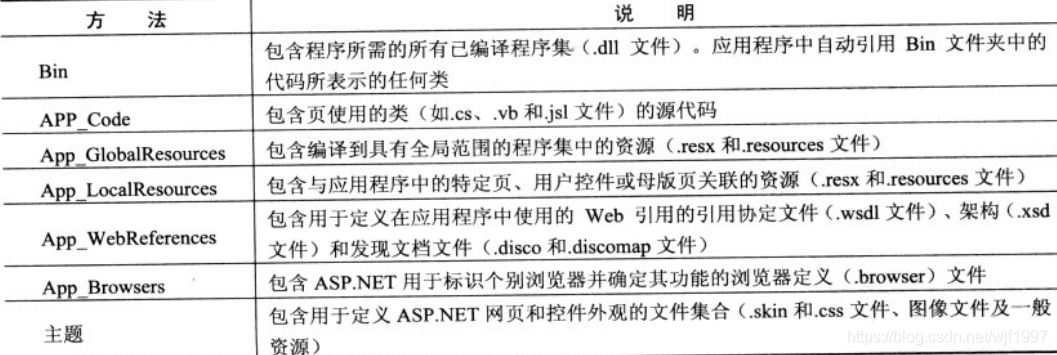 方 法 说 明
Bin
包含程序所需的所有已编译程序集（.dll 文件）。应用程序中自动引用 Bin 文件夹中的
代码所表示的任何类
APP_Code 包含页使用的类（如.cs、.vb 和.jsl 文件）的源代码
App_GlobalResources 包含编译到具有全局范围的程序集中的资源（.resx 和.resources 文件）
App_LocalResources 包含与应用程序中的特定页、用户控件或母版页关联的资源（.resx 和.resources 文件）
App_WebReferences
包含用于定义在应用程序中使用的 Web 引用的引用协定文件（.wsdl 文件）、架构（.xsd
文件）和发现文档文件（.disco 和.discomap 文件）
App_Browsers 包含 ASP.NET 用于标识个别浏览器并确定其功能的浏览器定义（.browser）文件
主题
包含用于定义 ASP.NET 网页和控件外观的文件集合（.skin 和.css 文件、图像文件及一般
资源）
https://blog.csdn.net/wjf1997